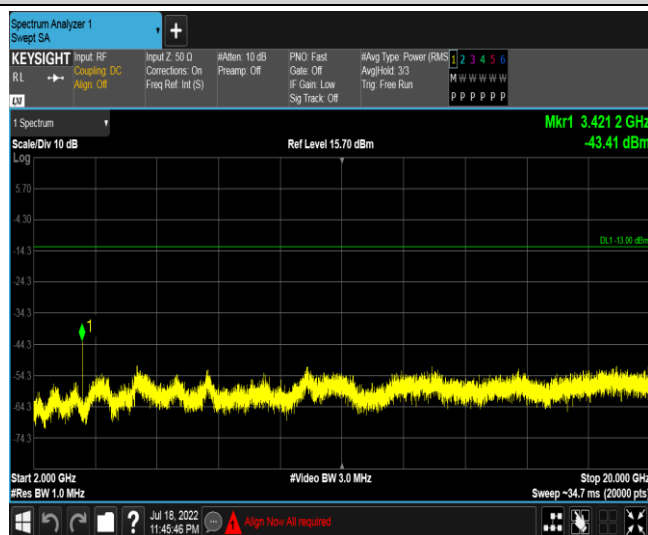 Spectrum Analyzer 1
Swept SA
+
KEYSIGHT
RL
LXI
Input: RF
Coupling: DC
Align: Off
Input Z: 50 Ω
Corrections: On
Freq Ref: Int (S)
#Atten: 10 dB
Preamp: Off
PNO: Fast
Gate: Off
IF Gain: Low
Sig Track: Off
#Avg Type: Power (RMS
Avg|Hold: 3/3
Trig: Free Run
1 2 3 4 5 6
M W W W W W
P P P P P P
1 Spectrum
Mkr1 3.421 2 GHz
-43.41 dBm
Scale/Div 10 dB
Ref Level 15.70 dBm
Log
5.70
-4.30
DL1 -13.00 dBm
-14.3
-24.3
-34.3
1
-44.3
-54.3
-64.3
-74.3
Start 2.000 GHz
#Video BW 3.0 MHz
Stop 20.000 GHz
#Res BW 1.0 MHz
Sweep ~34.7 ms (20000 pts)
?
Jul 18, 2022
11:45:46 PM
Align Now All required